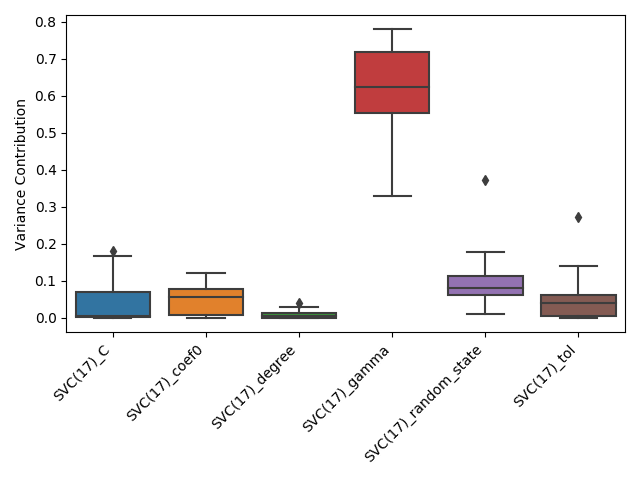 Variance Contribution
0.8
0.7
0.6
0.5
0.4
0.3
0.2
0.1
0.0
SVC(17)_C
SVC(17)_coef0
SVC(17)_degree
SVC(17)_gamma
SVC(17)_random_state
SVC(17)_tol